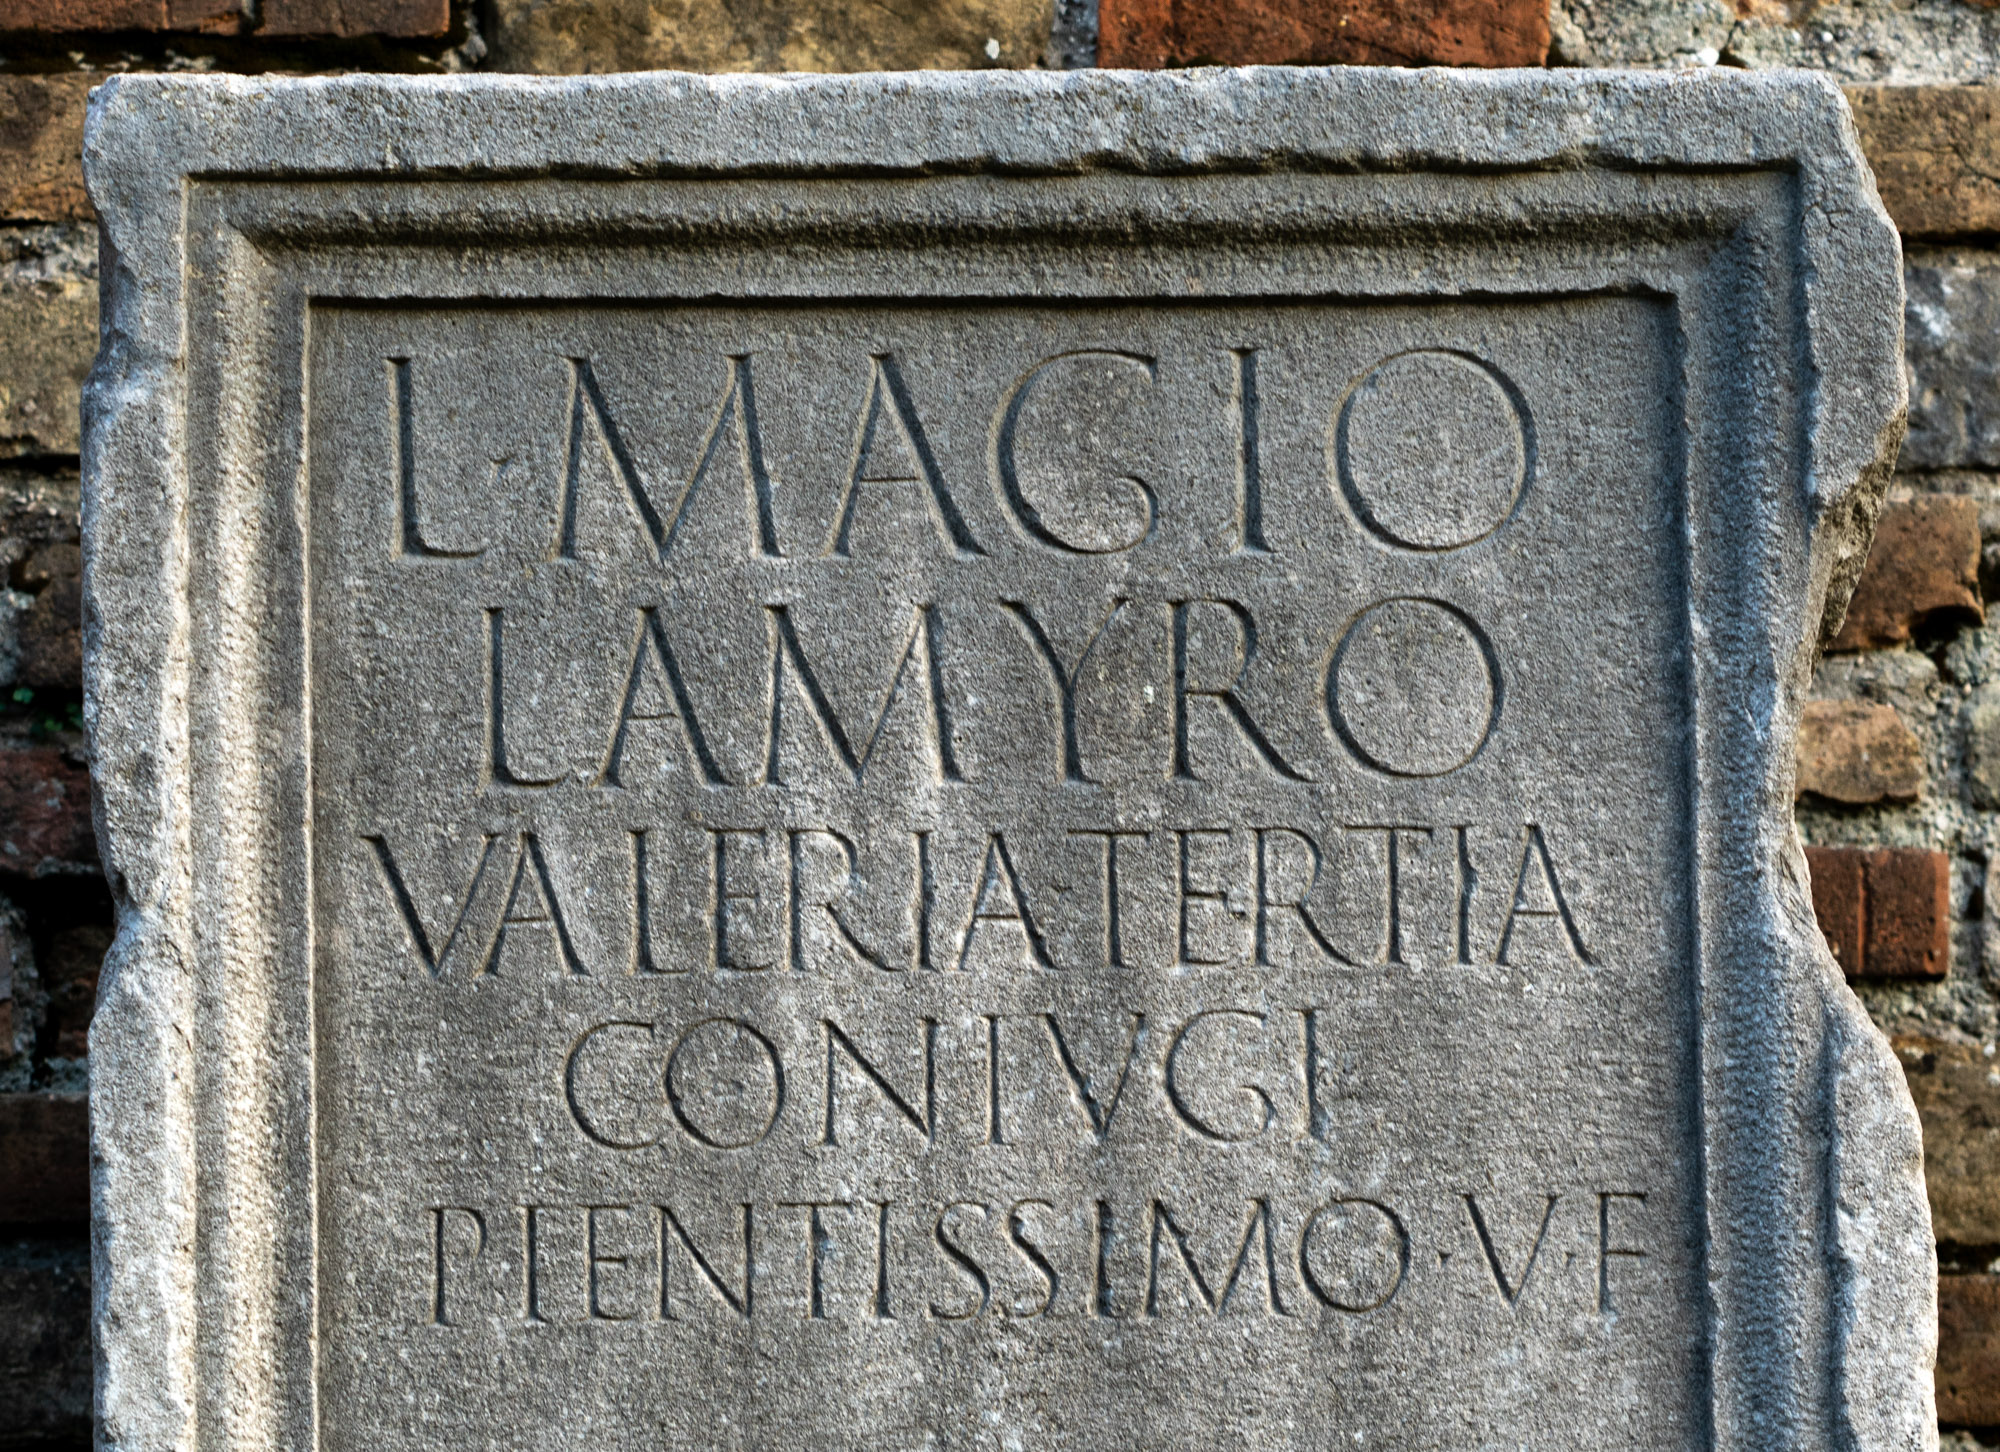 L·MAGIO
LAMYRO
VALERIA·TERTIA
CONIVGI
PIENTISSIMO·V·F